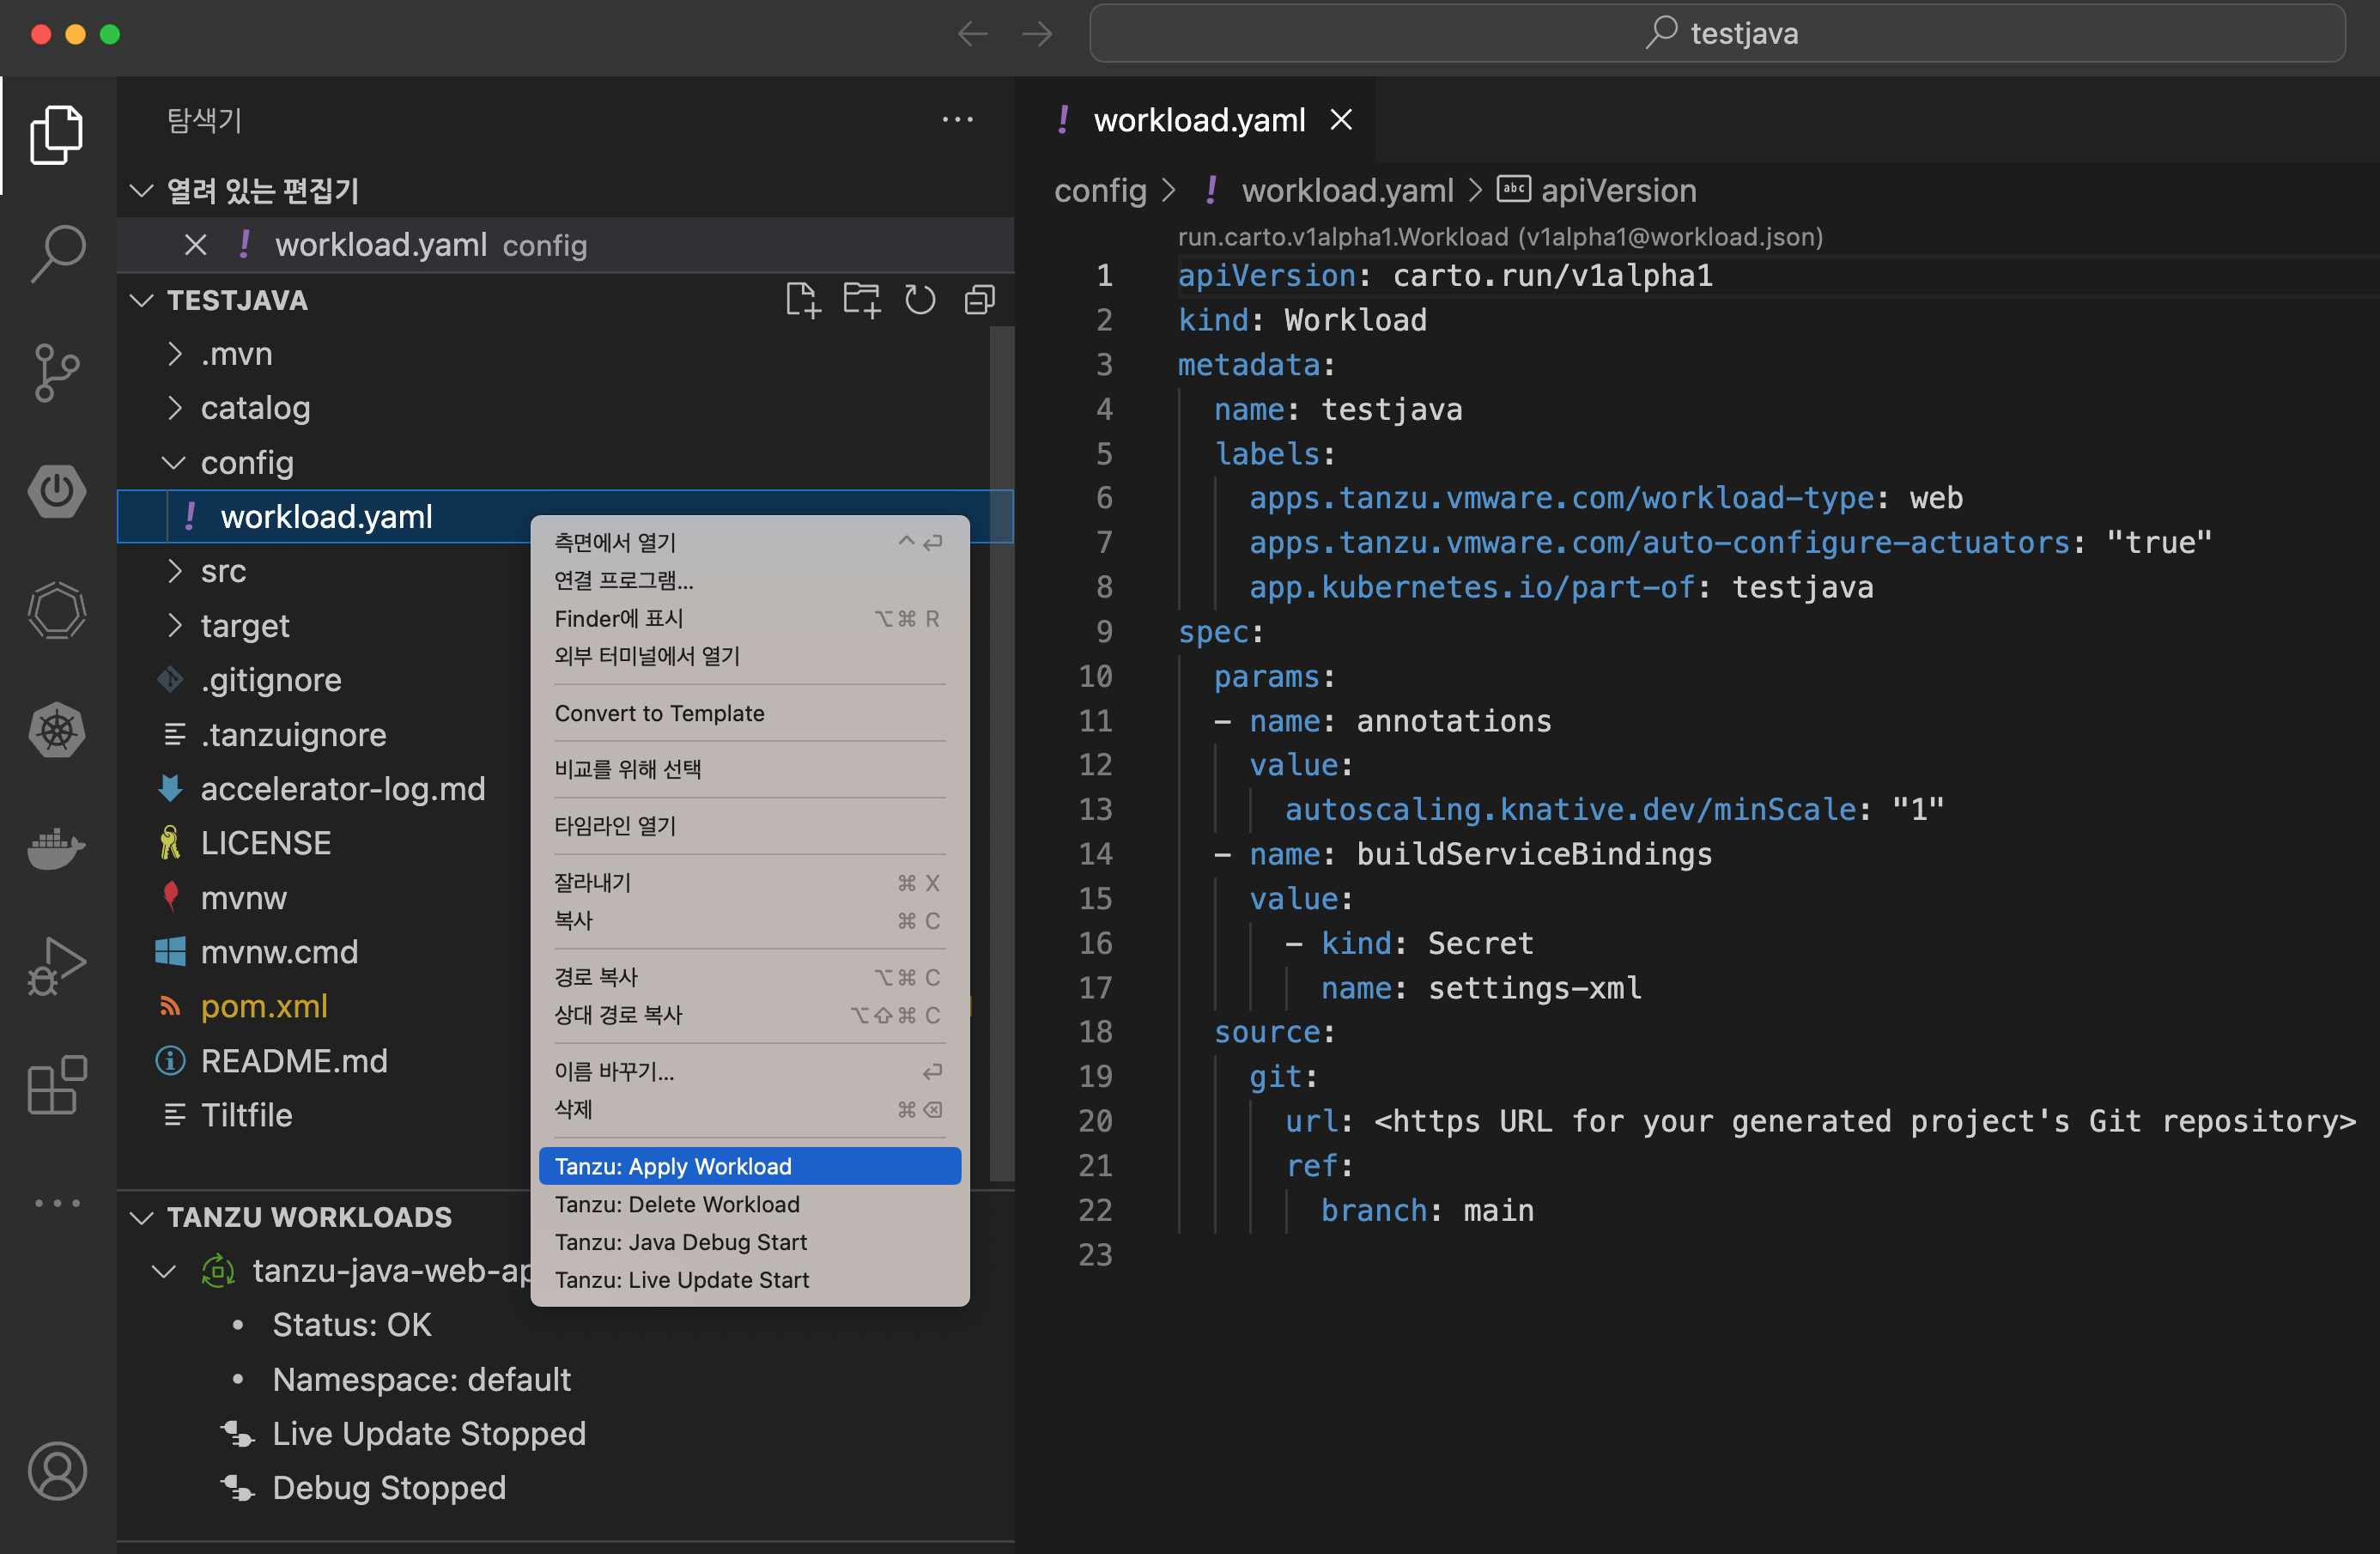 testjava
탐색기
열려 있는 편집기
workload.yaml config
TESTJAVA
.mvn
catalog
config
workload.yaml
src
target
.gitignore
.tanzuignore
accelerator-log.md
LICENSE
mvnw
mvnw.cmd
pom.xml
README.md
Tiltfile
TANZU WORKLOADS
tanzu-java-web-ap
Status: OK
Namespace: default
Live Update Stopped
Debug Stopped
측면에서 열기 ^ ↩
연결 프로그램...
Finder에 표시 ⌥⌘ R
외부 터미널에서 열기
Convert to Template
비교를 위해 선택
타임라인 열기
잘라내기 ⌘ X
복사 ⌘ C
경로 복사 ⌥⌘ C
상대 경로 복사 ⌥⇧⌘ C
이름 바꾸기... ↩
삭제 ⌘⌫
Tanzu: Apply Workload
Tanzu: Delete Workload
Tanzu: Java Debug Start
Tanzu: Live Update Start
workload.yaml
config > workload.yaml > abc apiVersion
run.carto.v1alpha1.Workload (v1alpha1@workload.json)
1 apiVersion: carto.run/v1alpha1
2 kind: Workload
3 metadata:
4 name: testjava
5 labels:
6 apps.tanzu.vmware.com/workload-type: web
7 apps.tanzu.vmware.com/auto-configure-actuators: "true"
8 app.kubernetes.io/part-of: testjava
9 spec:
10 params:
11 - name: annotations
12 value:
13 autoscaling.knative.dev/minScale: "1"
14 - name: buildServiceBindings
15 value:
16 - kind: Secret
17 name: settings-xml
18 source:
19 git:
20 url: <https URL for your generated project's Git repository>
21 ref:
22 branch: main
23